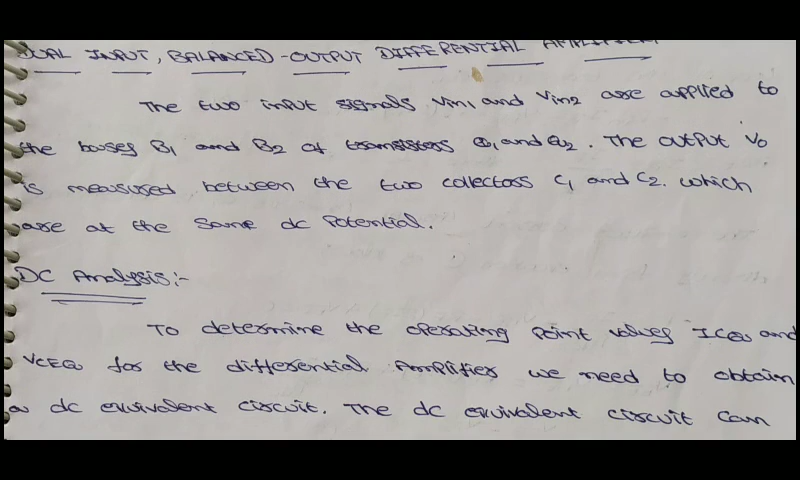 DUAL INPUT, BALANCED-OUTPUT DIFFERENTIAL AMPLIFIER
The two input signals Vin1 and Vin2 are applied to
the bases B1 and B2 of transistors Q1 and Q2. The output Vo
is measured between the two collectors C1 and C2. which
are at the same dc potential.
DC Analysis:-
To determine the operating point values ICQ and
VCEQ for the differential Amplifier we need to obtain
a dc equivalent circuit. The dc equivalent circuit can